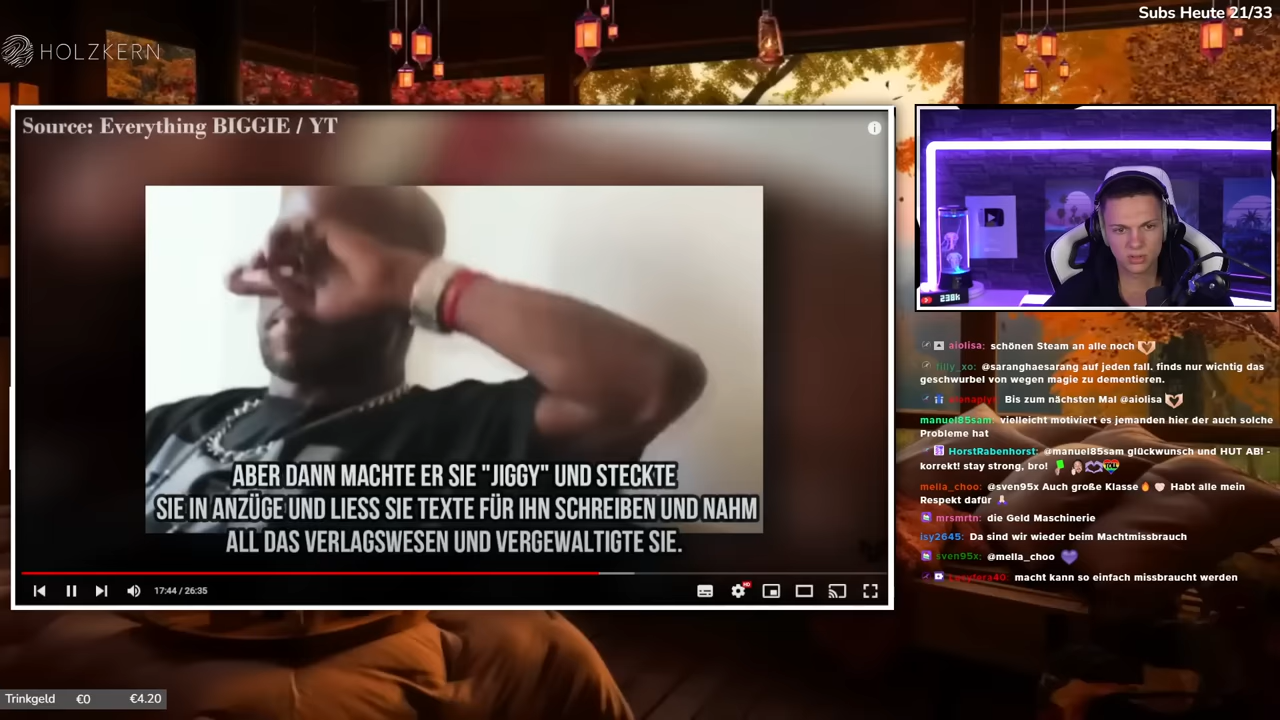 Subs Heute 21/33
HOLZKERN
Source: Everything BIGGIE / YT
ABER DANN MACHTE ER SIE "JIGGY" UND STECKTE
SIE IN ANZÜGE UND LIESS SIE TEXTE FÜR IHN SCHREIBEN UND NAHM
ALL DAS VERLAGSWESEN UND VERGEWALTIGTE SIE.
17:44 / 26:35
HD
238k
aiolisa: schönen Steam an alle noch
@saranghaesarang auf jeden fall. finds nur wichtig das
geschwurbel von wegen magie zu dementieren.
Bis zum nächsten Mal @aiolisa
manuel85sam: vielleicht motiviert es jemanden hier der auch solche
Probleme hat
HorstRabenhorst: @manuel85sam glückwunsch und HUT AB! -
korrekt! stay strong, bro!
mella_choo: @sven95x Auch große Klasse Habt alle mein
Respekt dafür
mrsmrtn: die Geld Maschinerie
isy2645: Da sind wir wieder beim Machtmissbrauch
sven95x: @mella_choo
macht kann so einfach missbraucht werden
Trinkgeld €0 €4.20